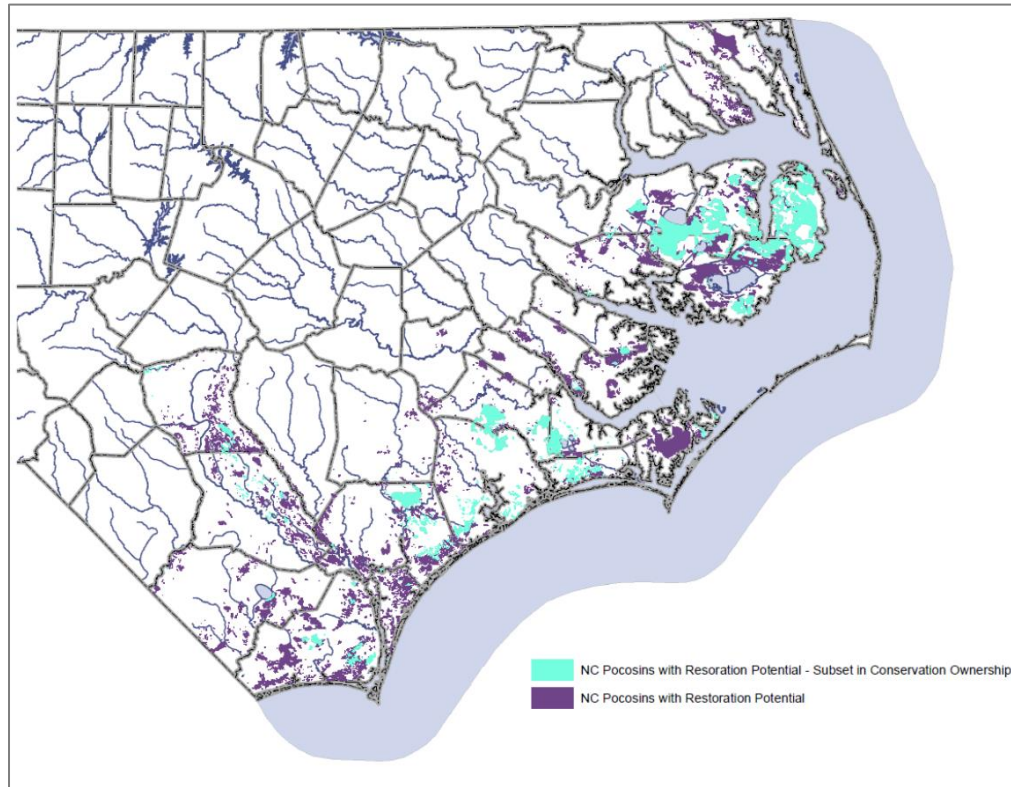 NC Pocosins with Resoration Potential - Subset in Conservation Ownership
NC Pocosins with Restoration Potential